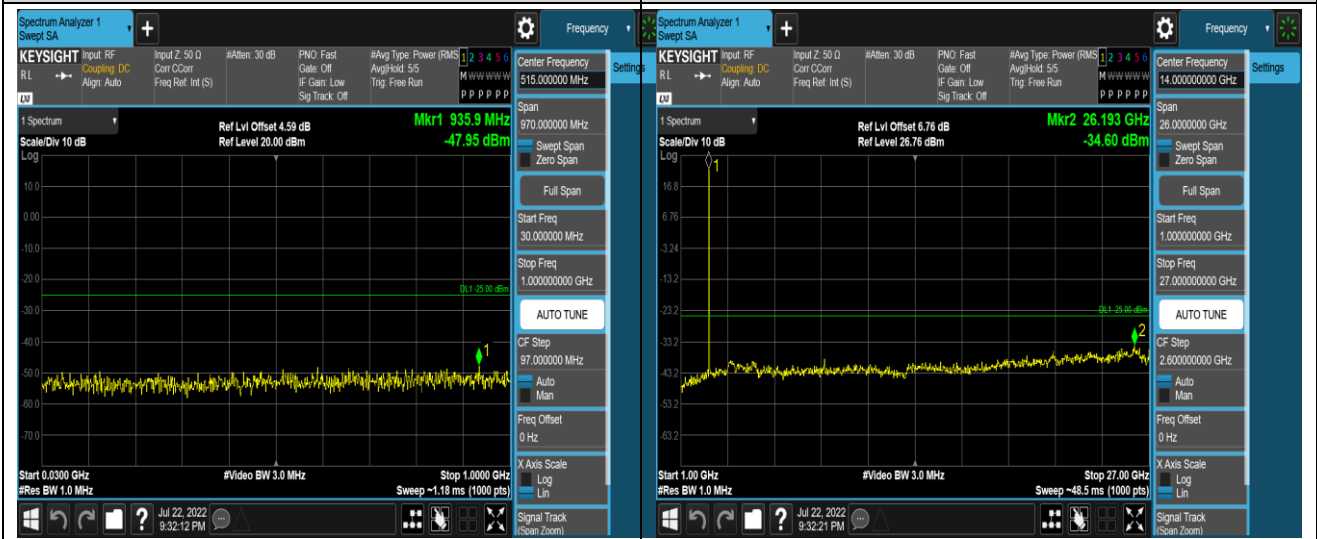 Spectrum Analyzer 1
Swept SA
Frequency
KEYSIGHT
RL
LXI
Input: RF
Coupling: DC
Align: Auto
Input Z: 50 Ω
Corr CCorr
Freq Ref: Int (S)
#Atten: 30 dB
PNO: Fast
Gate: Off
IF Gain: Low
Sig Track: Off
#Avg Type: Power (RMS
Avg|Hold: 5/5
Trig: Free Run
1 2 3 4 5 6
M W W W W W
P P P P P P
Center Frequency
515.000000 MHz
Settings
1 Spectrum
Scale/Div 10 dB
Log
Ref Lvl Offset 4.59 dB
Ref Level 20.00 dBm
Mkr1 935.9 MHz
-47.95 dBm
Span
970.000000 MHz
Swept Span
Zero Span
Full Span
Start Freq
30.000000 MHz
Stop Freq
1.000000000 GHz
AUTO TUNE
CF Step
97.000000 MHz
Auto
Man
Freq Offset
0 Hz
X Axis Scale
Log
Lin
Signal Track
(Span Zoom)
10.0
0.00
-10.0
-20.0
DL1 -25.00 dBm
-30.0
-40.0
1
-50.0
-60.0
-70.0
Start 0.0300 GHz
#Res BW 1.0 MHz
#Video BW 3.0 MHz
Stop 1.0000 GHz
Sweep ~1.18 ms (1000 pts)
?
Jul 22, 2022
9:32:12 PM
Spectrum Analyzer 1
Swept SA
Frequency
KEYSIGHT
RL
LXI
Input: RF
Coupling: DC
Align: Auto
Input Z: 50 Ω
Corr CCorr
Freq Ref: Int (S)
#Atten: 30 dB
PNO: Fast
Gate: Off
IF Gain: Low
Sig Track: Off
#Avg Type: Power (RMS
Avg|Hold: 5/5
Trig: Free Run
1 2 3 4 5 6
M W W W W W
P P P P P P
Center Frequency
14.000000000 GHz
Settings
1 Spectrum
Scale/Div 10 dB
Log
Ref Lvl Offset 6.76 dB
Ref Level 26.76 dBm
Mkr2 26.193 GHz
-34.60 dBm
Span
26.0000000 GHz
Swept Span
Zero Span
Full Span
Start Freq
1.000000000 GHz
Stop Freq
27.000000000 GHz
AUTO TUNE
CF Step
2.600000000 GHz
Auto
Man
Freq Offset
0 Hz
X Axis Scale
Log
Lin
Signal Track
(Span Zoom)
1
16.8
6.76
-3.24
-13.2
-23.2
DL1 -25.00 dBm
2
-33.2
-43.2
-53.2
-63.2
Start 1.00 GHz
#Res BW 1.0 MHz
#Video BW 3.0 MHz
Stop 27.00 GHz
Sweep ~48.5 ms (1000 pts)
?
Jul 22, 2022
9:32:21 PM